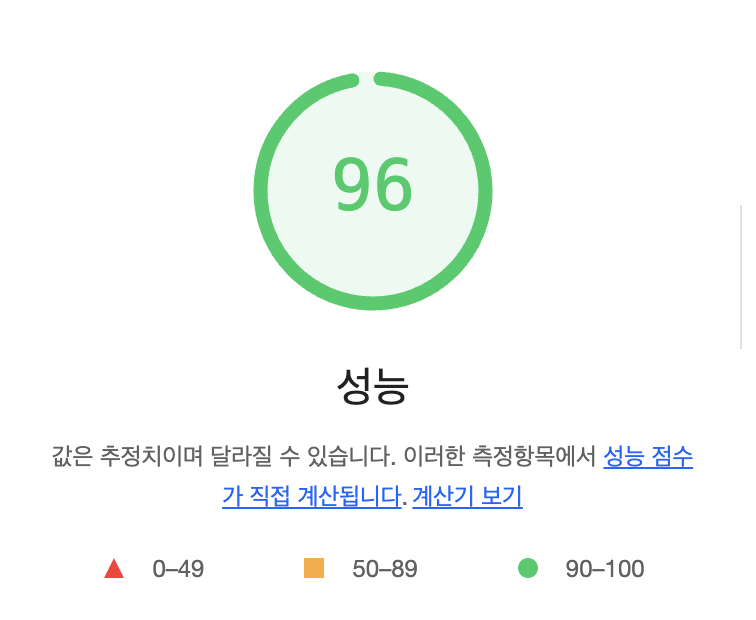 96
성능
값은 추정치이며 달라질 수 있습니다. 이러한 측정항목에서 성능 점수
가 직접 계산됩니다. 계산기 보기
0–49 50–89 90–100